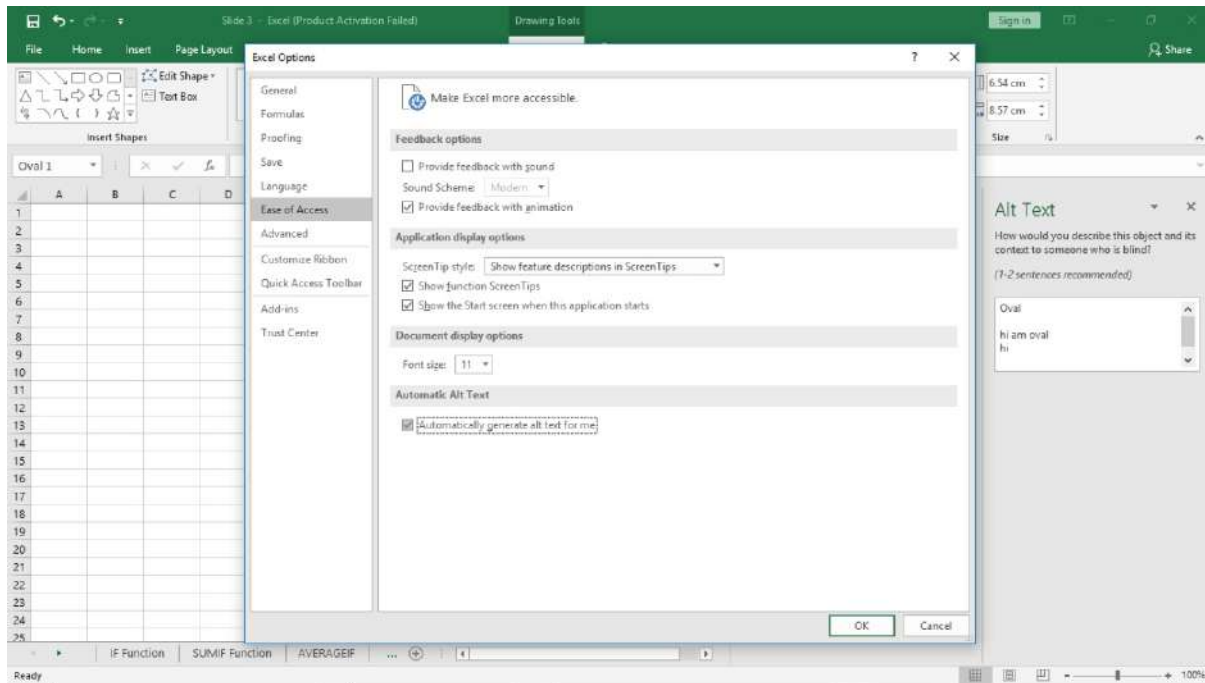 Slide 3 - Excel (Product Activation Failed)
Drawing Tools
Sign in
File Home Insert Page Layout
Share
Edit Shape
Text Box
Insert Shapes
6.54 cm
8.57 cm
Size
Oval 1
fx
A B C D
1
2
3
4
5
6
7
8
9
10
11
12
13
14
15
16
17
18
19
20
21
22
23
24
25
Excel Options
?
General
Formulas
Proofing
Save
Language
Ease of Access
Advanced
Customize Ribbon
Quick Access Toolbar
Add-ins
Trust Center
Make Excel more accessible.
Feedback options
Provide feedback with sound
Sound Scheme: Modern
Provide feedback with animation
Application display options
ScreenTip style: Show feature descriptions in ScreenTips
Show function ScreenTips
Show the Start screen when this application starts
Document display options
Font size: 11
Automatic Alt Text
Automatically generate alt text for me
OK Cancel
Alt Text
How would you describe this object and its
context to someone who is blind?
(1-2 sentences recommended)
Oval
hi am oval
hi
IF Function SUMIF Function AVERAGEIF ...
Ready
100%